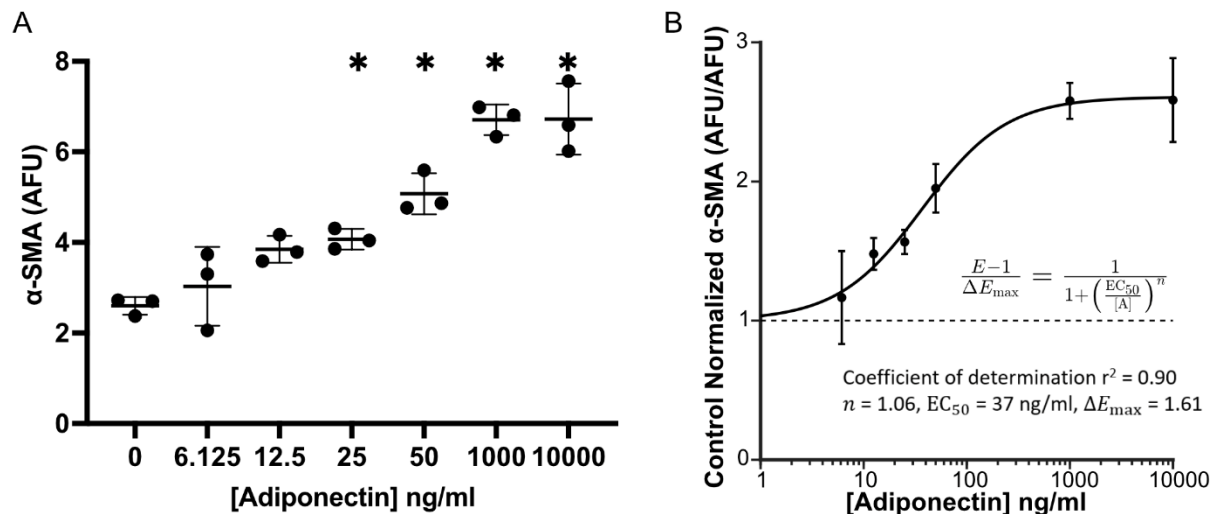 A
α-SMA (AFU)
8
6
4
2
0
* * * *
0 6.125 12.5 25 50 1000 10000
[Adiponectin] ng/ml
B
Control Normalized α-SMA (AFU/AFU)
3
2
1
0
E−1 / ΔEmax = 1 / 1+(EC50 / [A])^n
Coefficient of determination r² = 0.90
n = 1.06, EC50 = 37 ng/ml, ΔEmax = 1.61
1 10 100 1000 10000
[Adiponectin] ng/ml